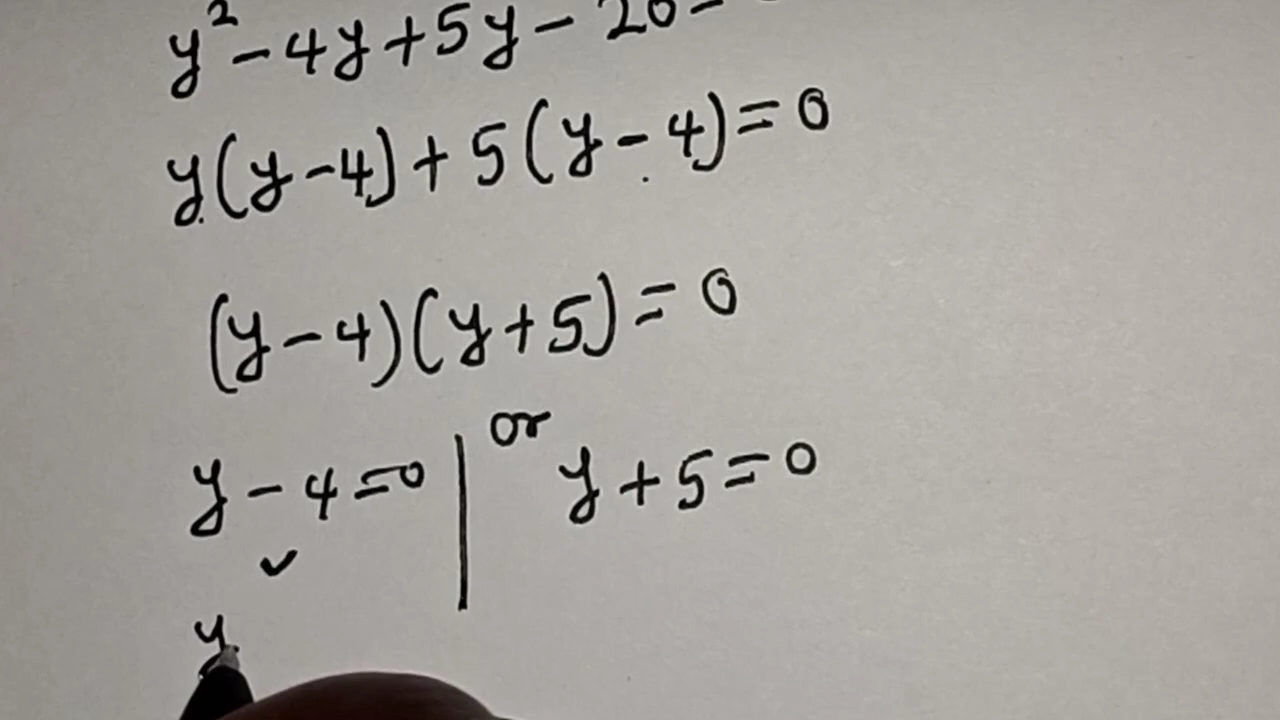 y² - 4y + 5y - 20 =
y(y - 4) + 5(y - 4) = 0
(y - 4)(y + 5) = 0
y - 4 = 0 | or y + 5 = 0
y